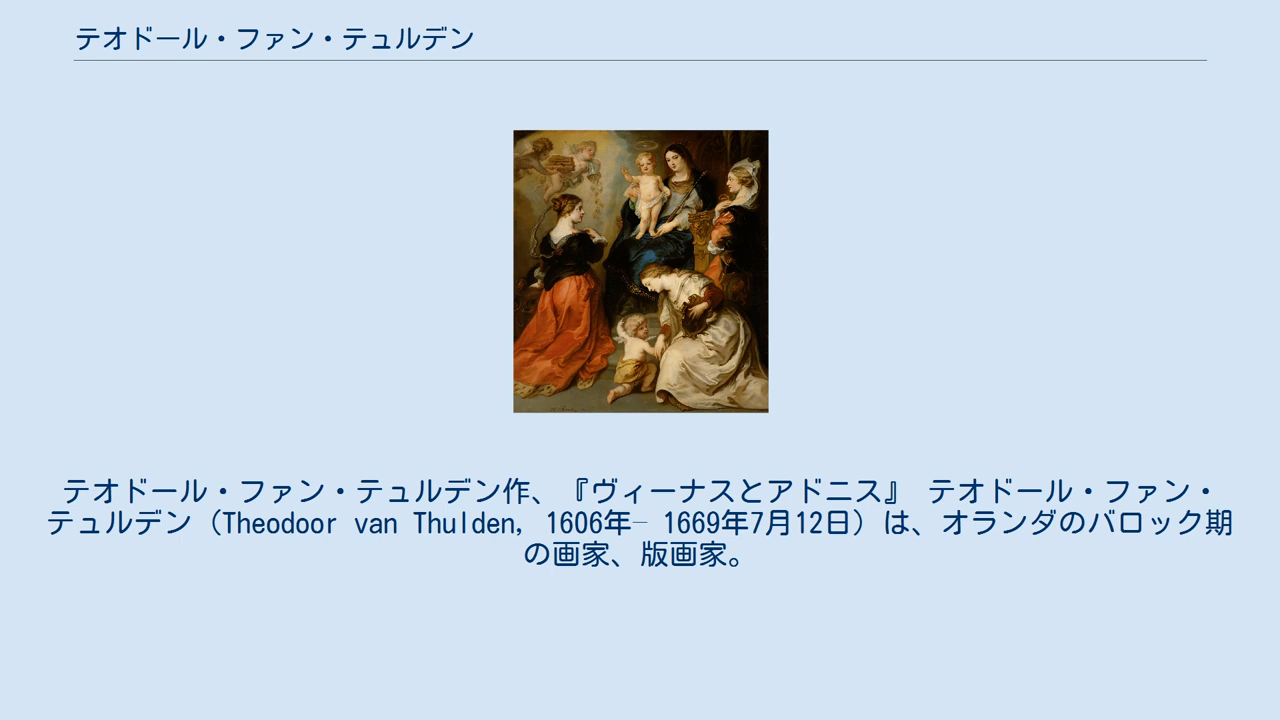 テオドール・ファン・テュルデン
テオドール・ファン・テュルデン作、『ヴィーナスとアドニス』 テオドール・ファン・
テュルデン（Theodoor van Thulden, 1606年– 1669年7月12日）は、オランダのバロック期
の画家、版画家。